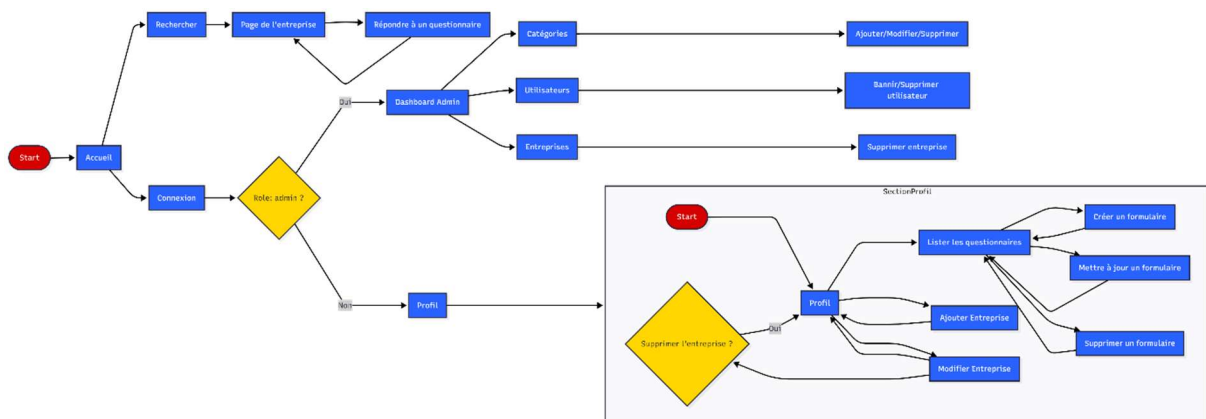 Rechercher
Page de l'entreprise
Répondre à un questionnaire
Catégories
Ajouter/Modifier/Supprimer
Oui
Dashboard Admin
Utilisateurs
Bannir/Supprimer
utilisateur
Start
Accueil
Entreprises
Supprimer entreprise
Connexion
Role: admin ?
SectionProfil
Start
Créer un formulaire
Lister les questionnaires
Mettre à jour un formulaire
Non
Profil
Profil
Ajouter Entreprise
Oui
Supprimer l'entreprise ?
Supprimer un formulaire
Modifier Entreprise